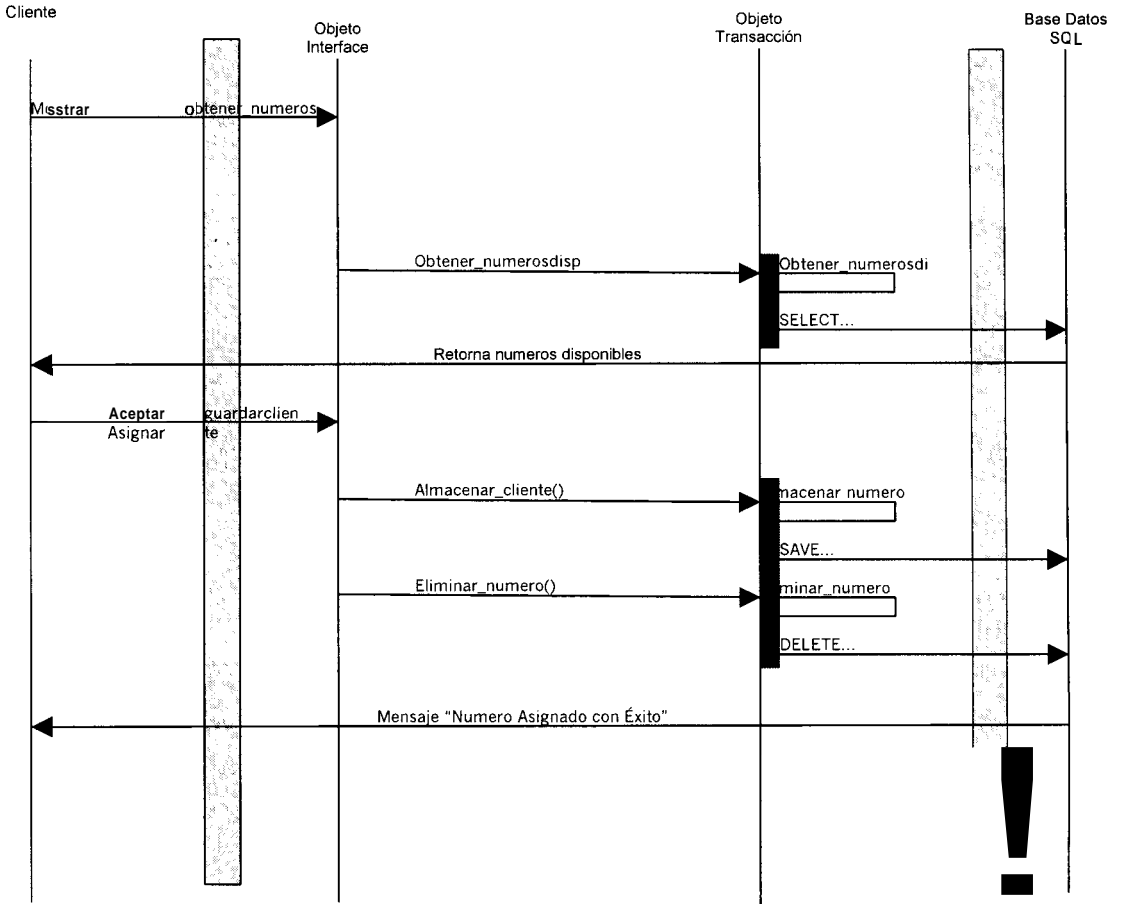 Cliente
Objeto
Interface
Objeto
Transacción
Base Datos
SQL
obtener_numeros
Obtener_numerosdisp
Obtener_numerosdi
SELECT...
Retorna numeros disponibles
Aceptar
guardarclien
Asignar
te
Almacenar_cliente()
macenar numero
SAVE...
Eliminar_numero()
minar_numero
DELETE...
Mensaje “Numero Asignado con Éxito”
!